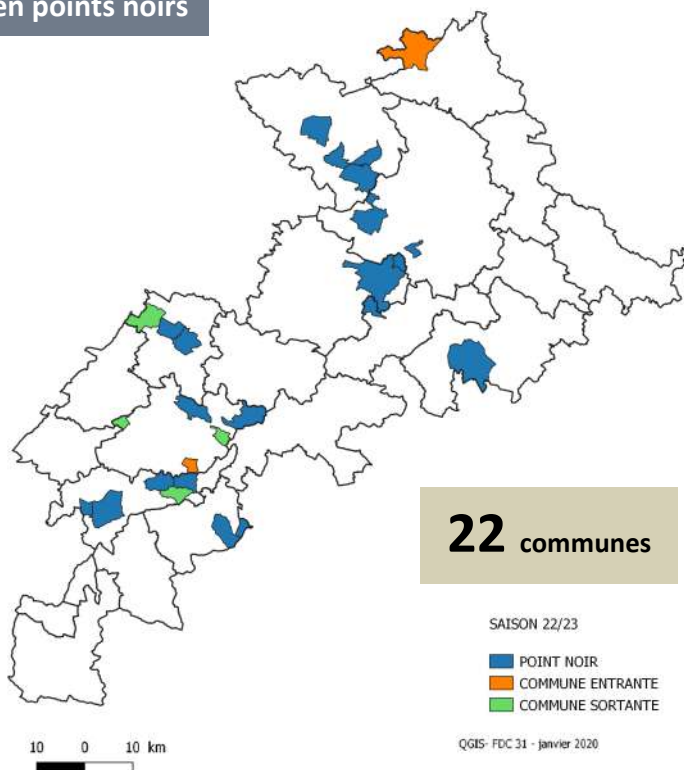 en points noirs
22 communes
SAISON 22/23
POINT NOIR
COMMUNE ENTRANTE
COMMUNE SORTANTE
10 0 10 km
QGIS- FDC 31 - janvier 2020